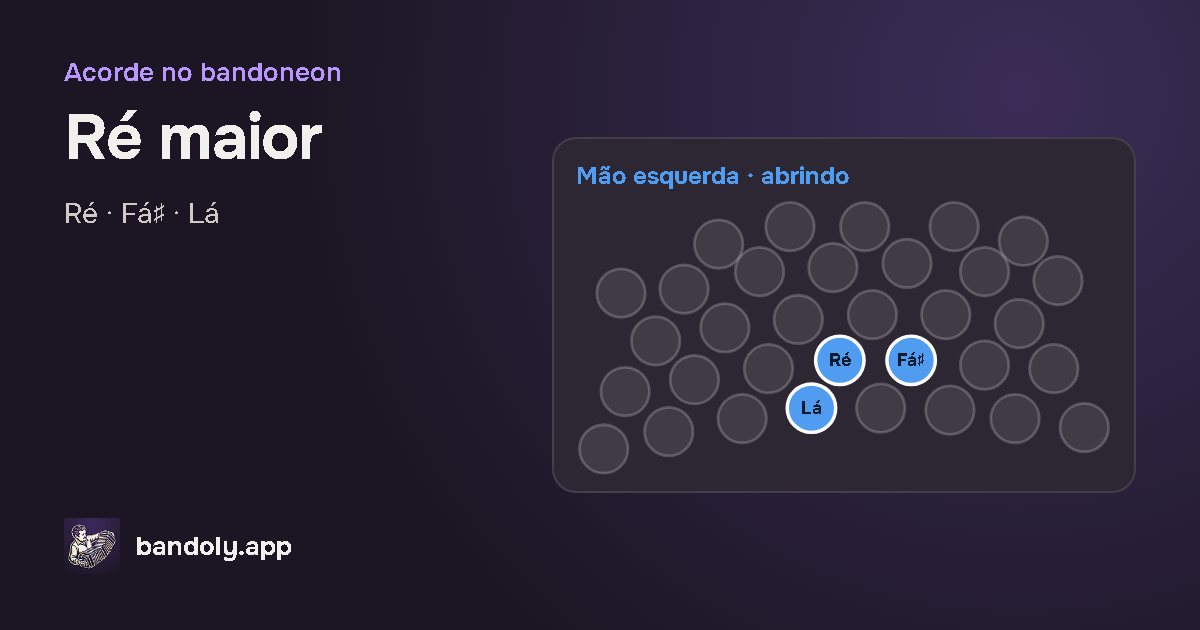 Acorde no bandoneon
Ré maior
Ré · Fá♯ · Lá
Mão esquerda · abrindo
Ré
Fá♯
Lá
bandoly.app